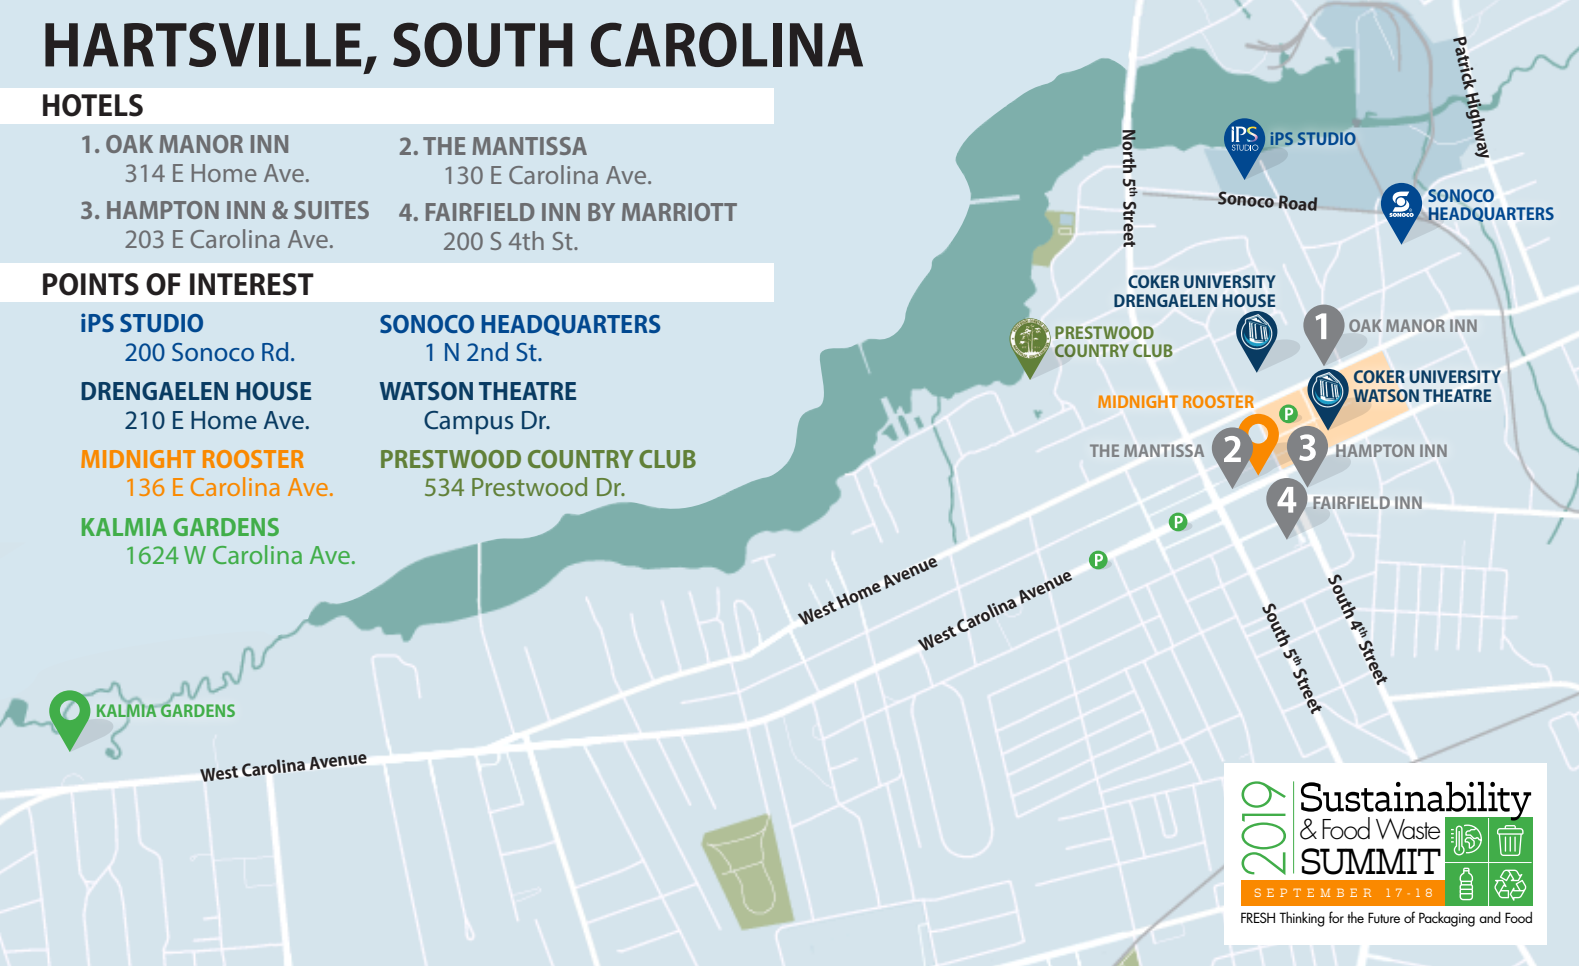 HARTSVILLE, SOUTH CAROLINA
HOTELS
1. OAK MANOR INN
314 E Home Ave.
2. THE MANTISSA
130 E Carolina Ave.
3. HAMPTON INN & SUITES
203 E Carolina Ave.
4. FAIRFIELD INN BY MARRIOTT
200 S 4th St.
POINTS OF INTEREST
iPS STUDIO
200 Sonoco Rd.
SONOCO HEADQUARTERS
1 N 2nd St.
DRENGAELEN HOUSE
210 E Home Ave.
WATSON THEATRE
Campus Dr.
MIDNIGHT ROOSTER
136 E Carolina Ave.
PRESTWOOD COUNTRY CLUB
534 Prestwood Dr.
KALMIA GARDENS
1624 W Carolina Ave.
Patrick Highway
North 5th Street
iPS
STUDIO
iPS STUDIO
Sonoco Road
S
SONOCO
SONOCO
HEADQUARTERS
COKER UNIVERSITY
DRENGAELEN HOUSE
1
OAK MANOR INN
PRESTWOOD
COUNTRY CLUB
COKER UNIVERSITY
WATSON THEATRE
MIDNIGHT ROOSTER
P
THE MANTISSA
2
3
HAMPTON INN
4
FAIRFIELD INN
P
P
West Home Avenue
West Carolina Avenue
South 5th Street
South 4th Street
KALMIA GARDENS
West Carolina Avenue
2019
Sustainability
& Food Waste
SUMMIT
SEPTEMBER 17-18
FRESH Thinking for the Future of Packaging and Food